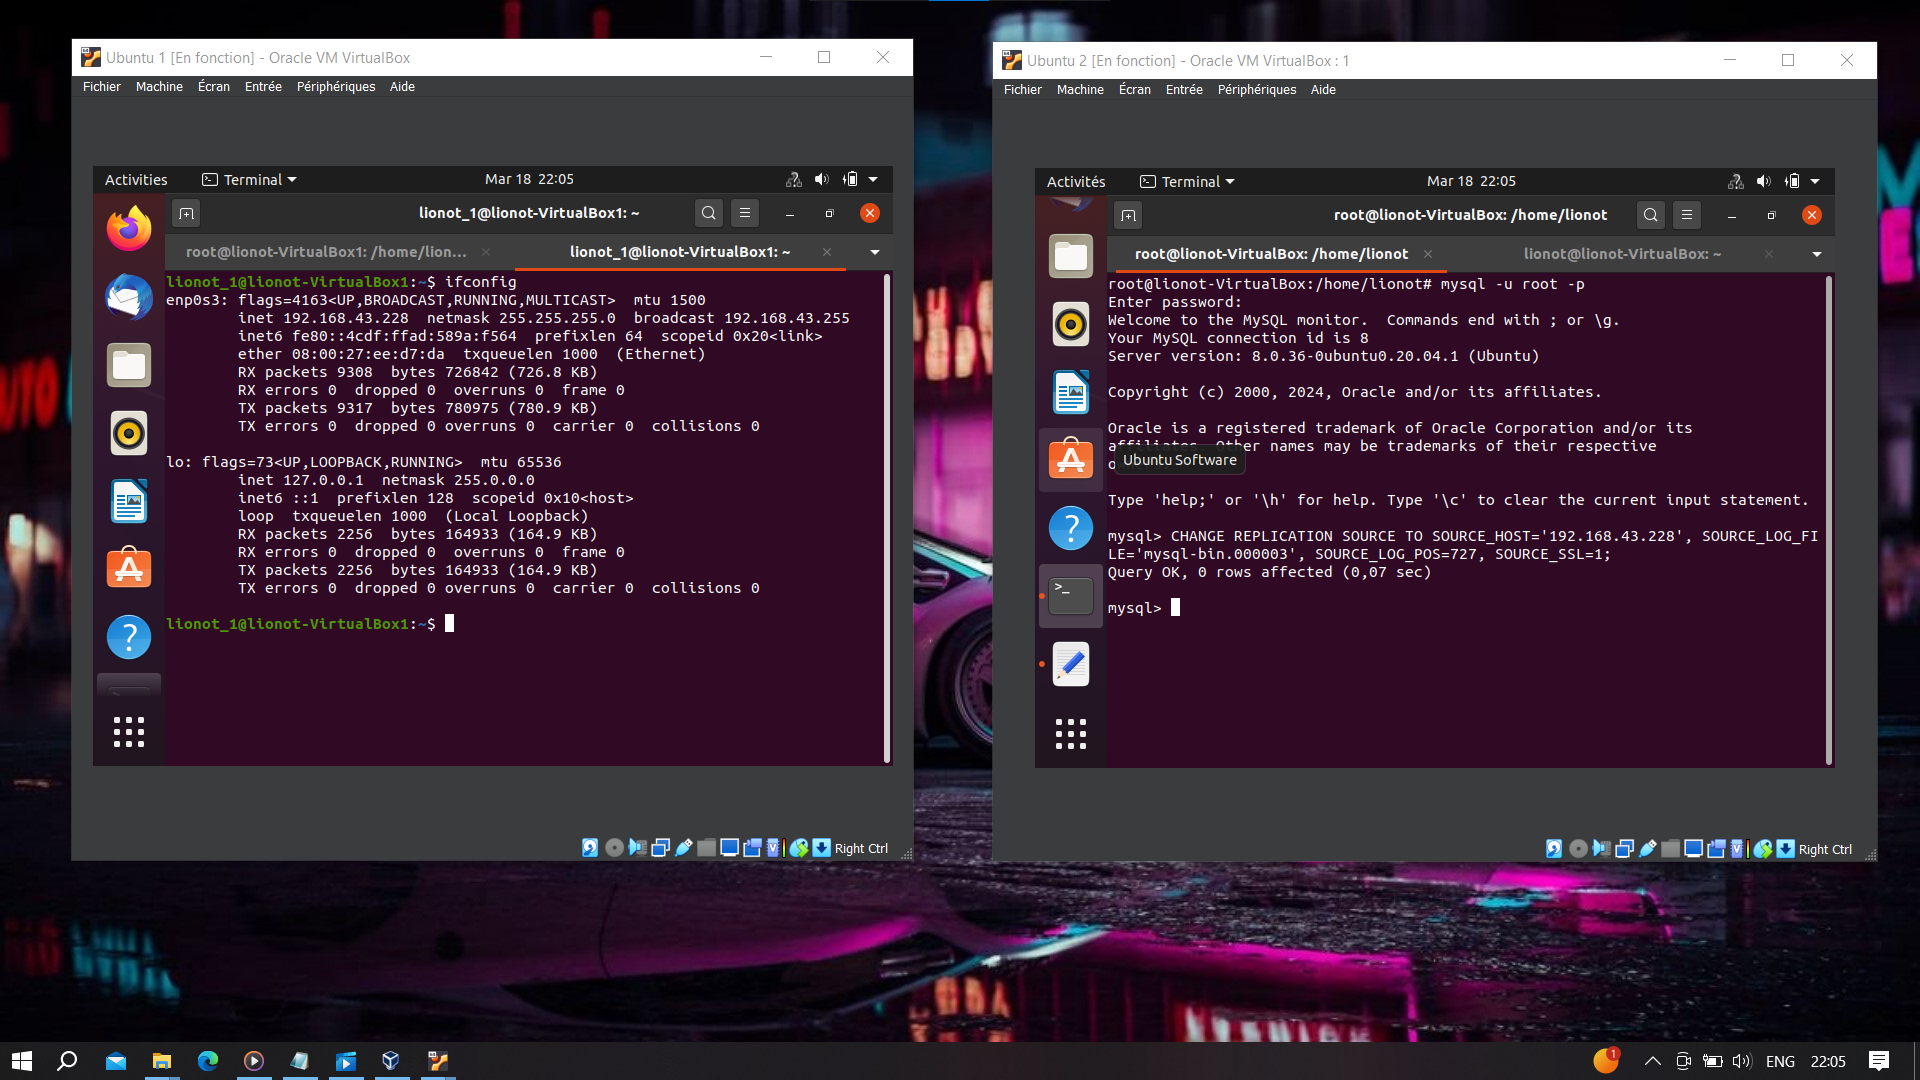 Ubuntu 1 [En fonction] - Oracle VM VirtualBox
Fichier Machine Écran Entrée Périphériques Aide
Activities Terminal Mar 18 22:05
lionot_1@lionot-VirtualBox1: ~
root@lionot-VirtualBox1: /home/lion... lionot_1@lionot-VirtualBox1: ~
lionot_1@lionot-VirtualBox1:~$ ifconfig
enp0s3: flags=4163<UP,BROADCAST,RUNNING,MULTICAST>  mtu 1500
inet 192.168.43.228  netmask 255.255.255.0  broadcast 192.168.43.255
inet6 fe80::4cdf:ffad:589a:f564  prefixlen 64  scopeid 0x20<link>
ether 08:00:27:ee:d7:da  txqueuelen 1000  (Ethernet)
RX packets 9308  bytes 726842 (726.8 KB)
RX errors 0  dropped 0  overruns 0  frame 0
TX packets 9317  bytes 780975 (780.9 KB)
TX errors 0  dropped 0 overruns 0  carrier 0  collisions 0
lo: flags=73<UP,LOOPBACK,RUNNING>  mtu 65536
inet 127.0.0.1  netmask 255.0.0.0
inet6 ::1  prefixlen 128  scopeid 0x10<host>
loop  txqueuelen 1000  (Local Loopback)
RX packets 2256  bytes 164933 (164.9 KB)
RX errors 0  dropped 0  overruns 0  frame 0
TX packets 2256  bytes 164933 (164.9 KB)
TX errors 0  dropped 0 overruns 0  carrier 0  collisions 0
lionot_1@lionot-VirtualBox1:~$
Right Ctrl
Ubuntu 2 [En fonction] - Oracle VM VirtualBox : 1
Fichier Machine Écran Entrée Périphériques Aide
Activités Terminal Mar 18 22:05
root@lionot-VirtualBox: /home/lionot
root@lionot-VirtualBox: /home/lionot lionot@lionot-VirtualBox: ~
root@lionot-VirtualBox:/home/lionot# mysql -u root -p
Enter password:
Welcome to the MySQL monitor.  Commands end with ; or \g.
Your MySQL connection id is 8
Server version: 8.0.36-0ubuntu0.20.04.1 (Ubuntu)
Copyright (c) 2000, 2024, Oracle and/or its affiliates.
Oracle is a registered trademark of Oracle Corporation and/or its
affiliates. Other names may be trademarks of their respective
Ubuntu Software
Type 'help;' or '\h' for help. Type '\c' to clear the current input statement.
mysql> CHANGE REPLICATION SOURCE TO SOURCE_HOST='192.168.43.228', SOURCE_LOG_FI
LE='mysql-bin.000003', SOURCE_LOG_POS=727, SOURCE_SSL=1;
Query OK, 0 rows affected (0,07 sec)
mysql>
Right Ctrl
1 ENG 22:05